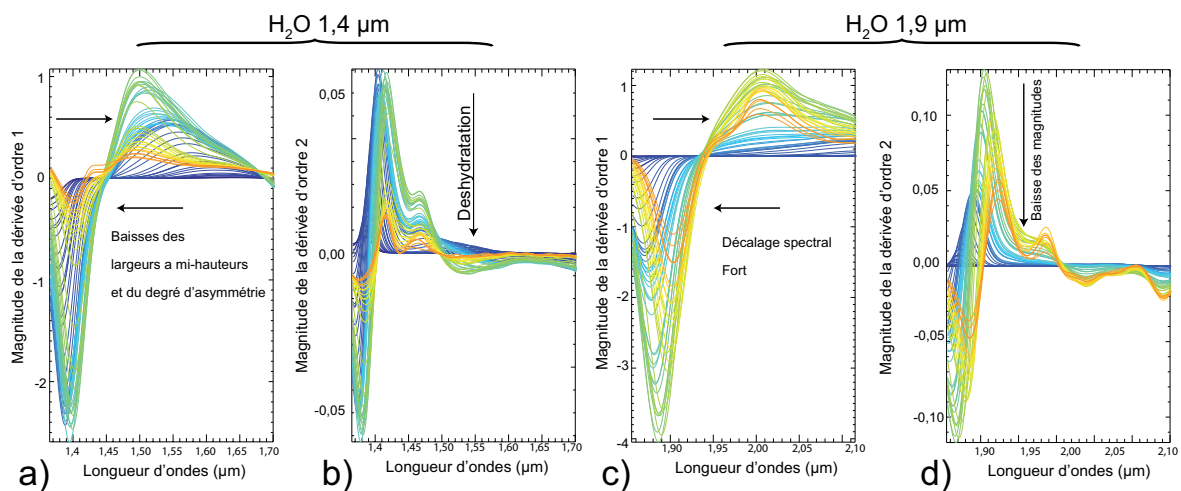 H₂O 1,4 µm
H₂O 1,9 µm
Magnitude de la dérivée d'ordre 1
1
0
-1
-2
Baisses des
largeurs a mi-hauteurs
et du degré d'asymétrie
1,4 1,45 1,50 1,55 1,60 1,65 1,70
Longueur d'ondes (µm)
a)
Magnitude de la dérivée d'ordre 2
0,05
0,00
-0,05
Deshydratation
1,4 1,45 1,50 1,55 1,60 1,65 1,70
Longueur d'ondes (µm)
b)
Magnitude de la dérivée d'ordre 1
1
0
-1
-2
-3
-4
Décalage spectral
Fort
1,90 1,95 2,00 2,05 2,10
Longueur d'ondes (µm)
c)
Magnitude de la dérivée d'ordre 2
0,10
0,05
0,00
-0,05
-0,10
Baisse des magnitudes
1,90 1,95 2,00 2,05 2,10
Longueur d'ondes (µm)
d)